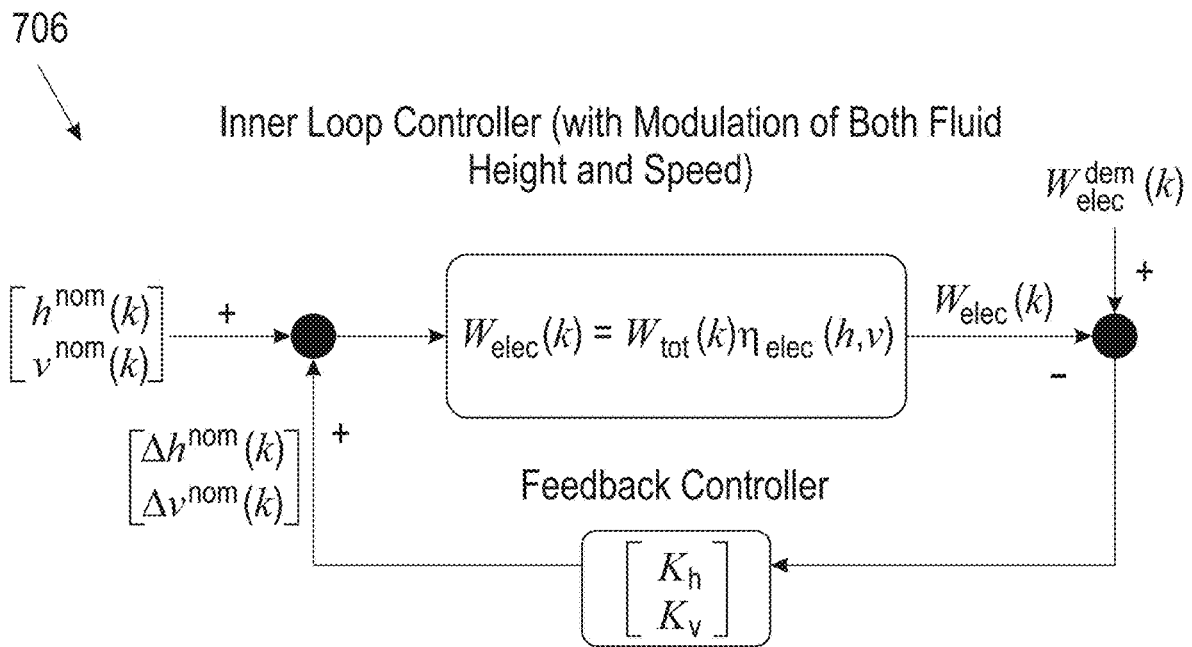 706
Inner Loop Controller (with Modulation of Both Fluid
Height and Speed)
W_elec^dem(k)
+
[h^nom(k)]
[v^nom(k)]
+
W_elec(k) = W_tot(k)η_elec(h,v)
W_elec(k)
−
[Δh^nom(k)]
[Δv^nom(k)]
+
Feedback Controller
[K_h]
[K_v]